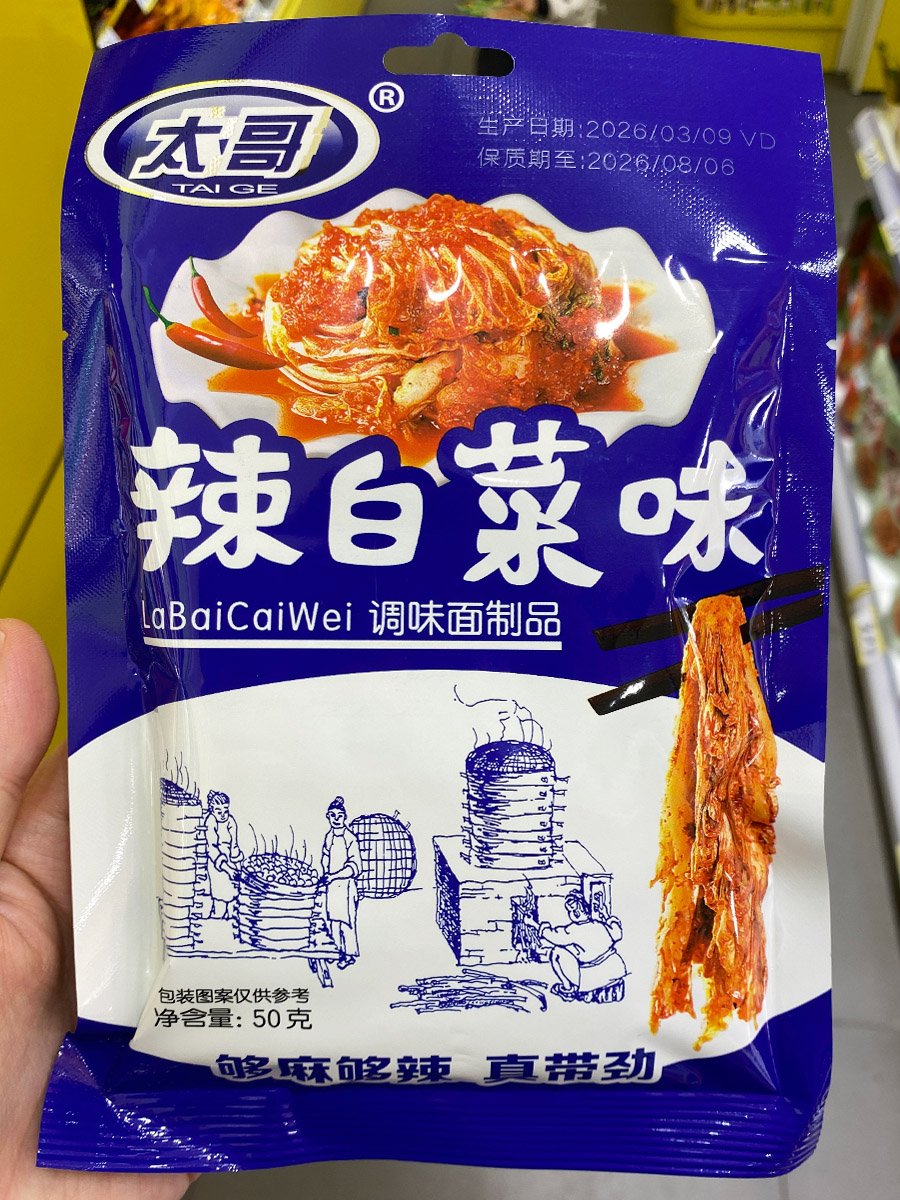 太哥
TAI GE
®
生产日期:2026/03/09 VD
保质期至:2026/08/06
辣白菜味
LaBaiCaiWei 调味面制品
包装图案仅供参考
净含量: 50克
够麻够辣 真带劲